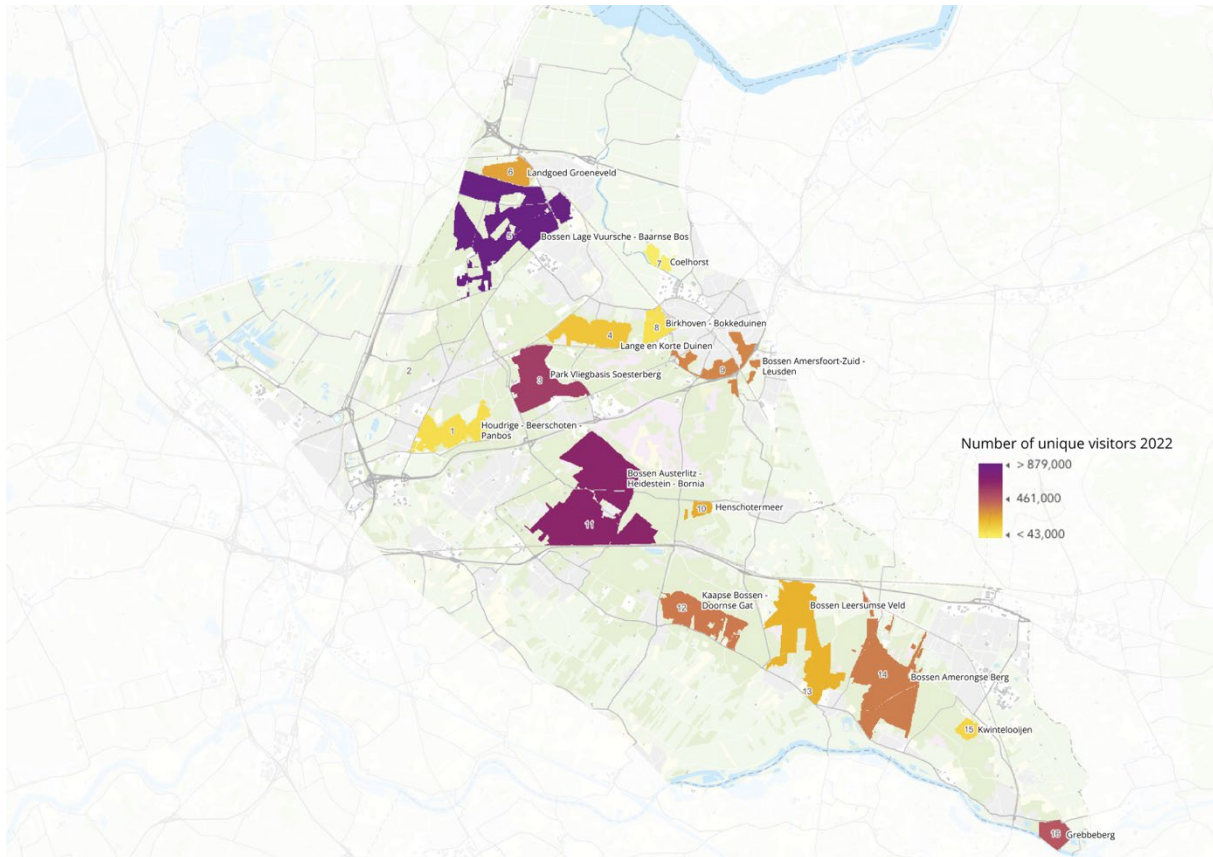 6
Landgoed Groeneveld
5
Bossen Lage Vuursche - Baarnse Bos
7
Coelhorst
8
Birkhoven - Bokkeduinen
4
Lange en Korte Duinen
2
9
Bossen Amersfoort-Zuid -
Leusden
3
Park Vliegbasis Soesterberg
1
Houdrige - Beerschoten -
Panbos
Number of unique visitors 2022
> 879,000
461,000
< 43,000
Bossen Austerlitz -
Heidestein - Bornia
11
10
Henschotermeer
12
Kaapse Bossen -
Doornse Gat
Bossen Leersumse Veld
13
14
Bossen Amerongse Berg
15
Kwintelooijen
16
Grebbeberg